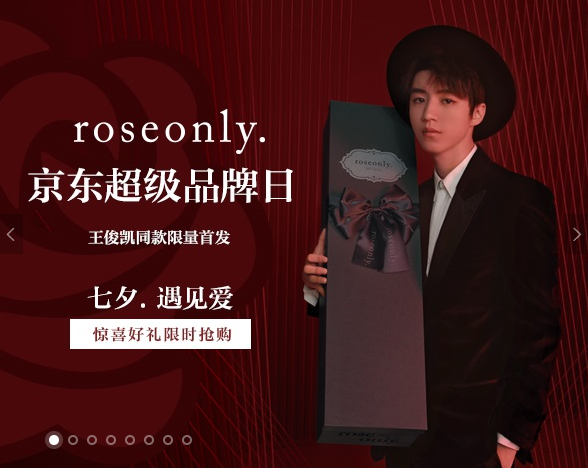 roseonly.
京东超级品牌日
王俊凯同款限量首发
七夕. 遇见爱
惊喜好礼限时抢购
roseonly.